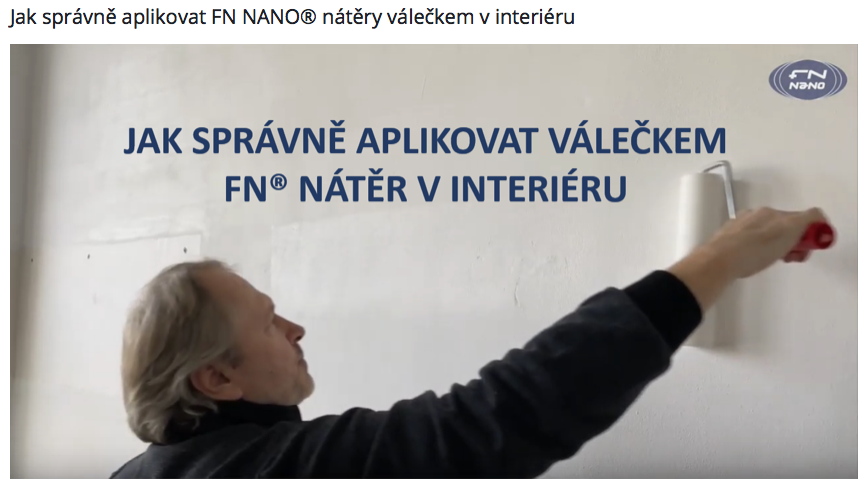 Jak správně aplikovat FN NANO® nátěry válečkem v interiéru
FN
NANO
JAK SPRÁVNĚ APLIKOVAT VÁLEČKEM
FN® NÁTĚR V INTERIÉRU